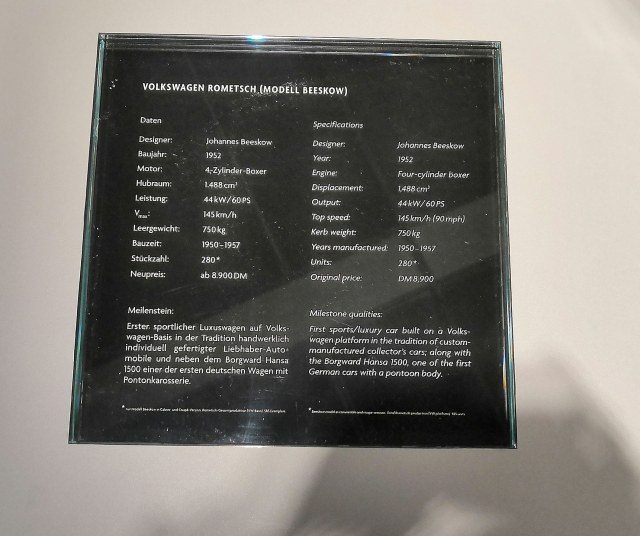 VOLKSWAGEN ROMETSCH (MODELL BEESKOW)
Daten
Designer: Johannes Beeskow
Baujahr: 1952
Motor: 4-Zylinder-Boxer
Hubraum: 1.488 cm³
Leistung: 44 kW/60 PS
Vmax: 145 km/h
Leergewicht: 750 kg
Bauzeit: 1950–1957
Stückzahl: 280*
Neupreis: ab 8.900 DM
Meilenstein:
Erster sportlicher Luxuswagen auf Volks-
wagen-Basis in der Tradition handwerklich
individuell gefertigter Liebhaber-Auto-
mobile und neben dem Borgward Hansa
1500 einer der ersten deutschen Wagen mit
Pontonkarosserie.
Specifications
Designer: Johannes Beeskow
Year: 1952
Engine: Four-cylinder boxer
Displacement: 1,488 cm³
Output: 44 kW/60 PS
Top speed: 145 km/h (90 mph)
Kerb weight: 750 kg
Years manufactured: 1950–1957
Units: 280*
Original price: DM 8,900
Milestone qualities:
First sports/luxury car built on a Volks-
wagen platform in the tradition of custom-
manufactured collector's cars; along with
the Borgward Hansa 1500, one of the first
German cars with a pontoon body.